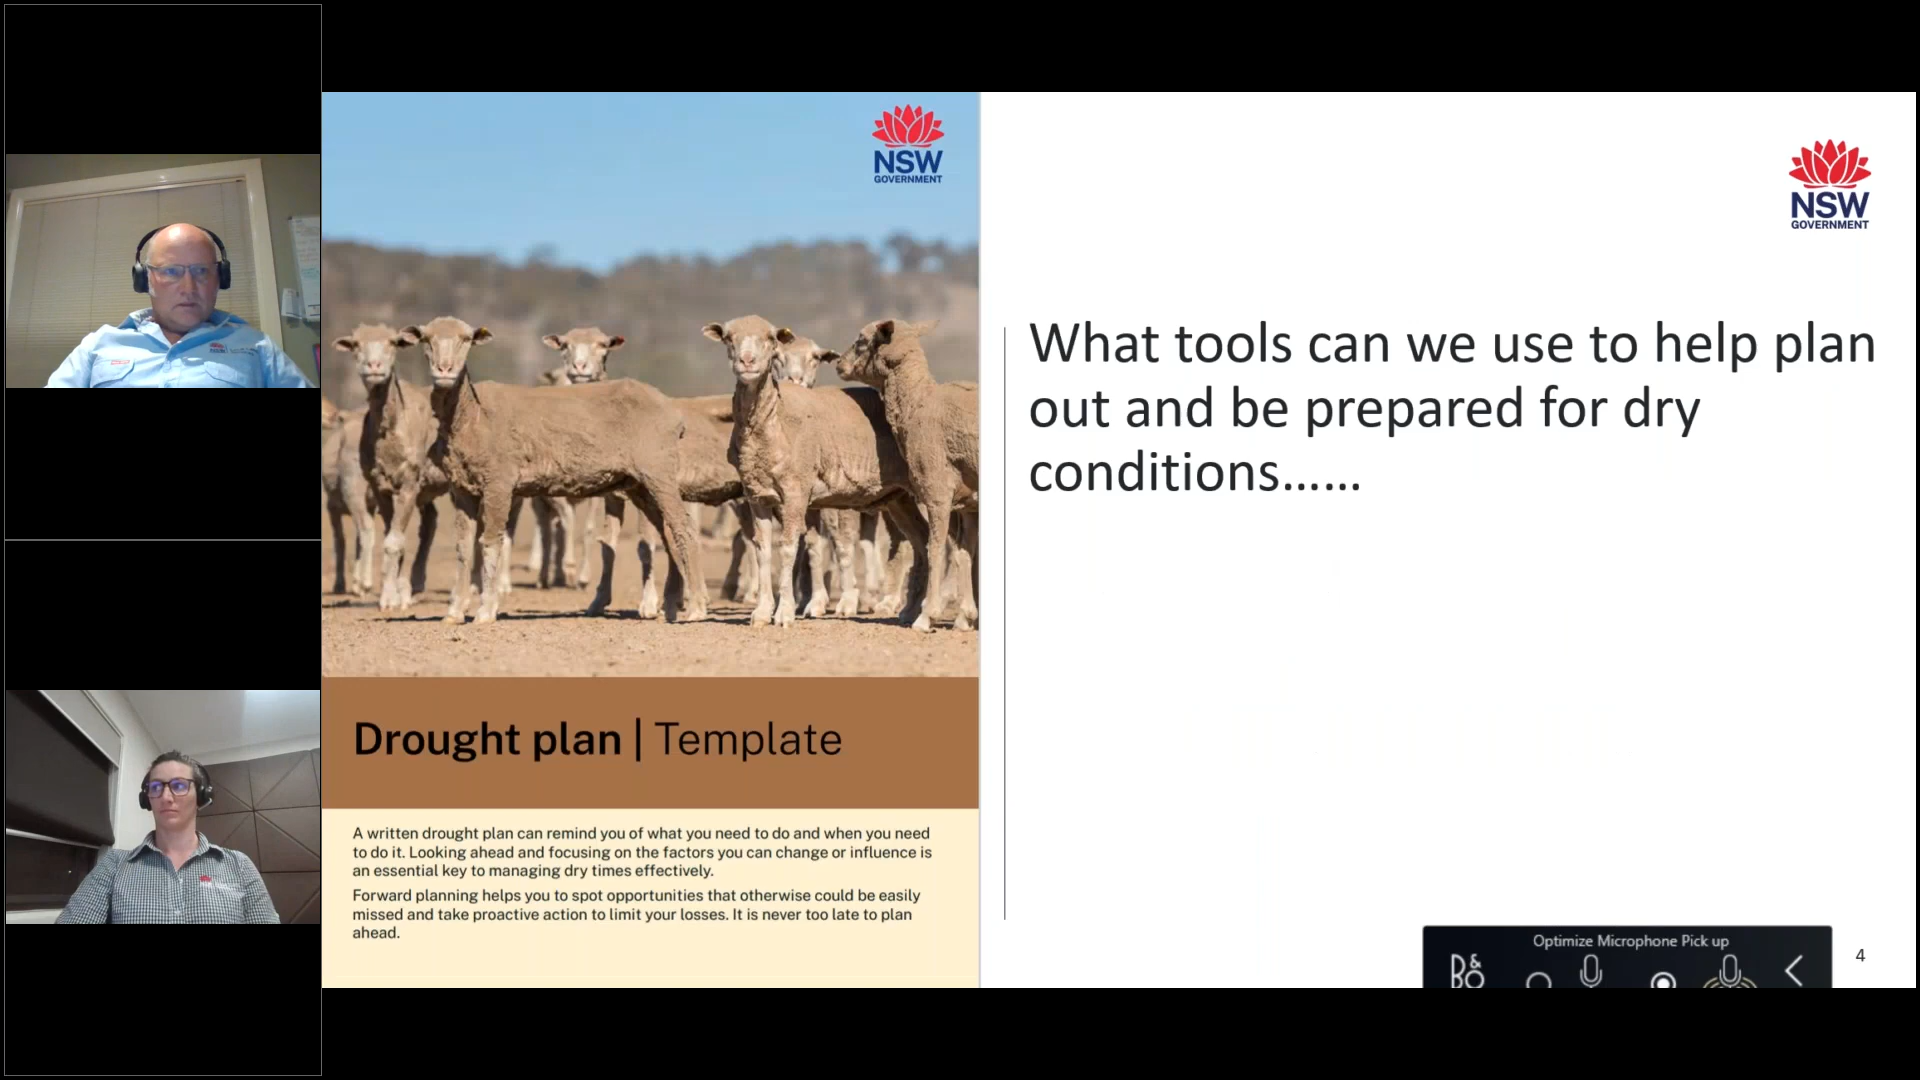 NSW
GOVERNMENT
Drought plan | Template
A written drought plan can remind you of what you need to do and when you need
to do it. Looking ahead and focusing on the factors you can change or influence is
an essential key to managing dry times effectively.
Forward planning helps you to spot opportunities that otherwise could be easily
missed and take proactive action to limit your losses. It is never too late to plan
ahead.
NSW
GOVERNMENT
What tools can we use to help plan
out and be prepared for dry
conditions......
Optimize Microphone Pick up
B&O
4